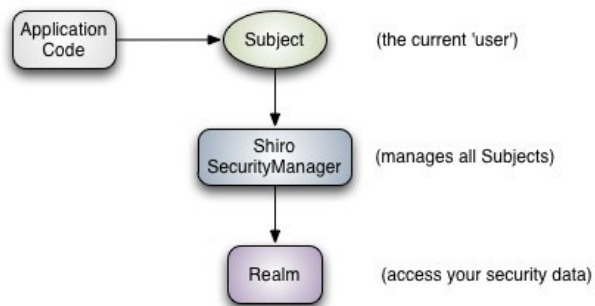 Application
Code
Subject
(the current 'user')
Shiro
SecurityManager
(manages all Subjects)
Realm
(access your security data)